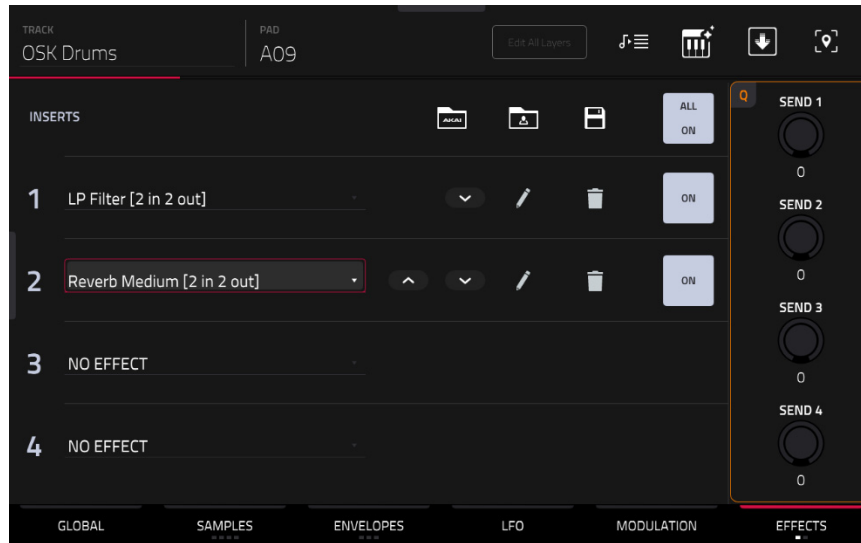 TRACK
OSK Drums
PAD
A09
Edit All Layers
INSERTS
AKAI
ALL
ON
1 LP Filter [2 in 2 out] ON
2 Reverb Medium [2 in 2 out] ON
3 NO EFFECT
4 NO EFFECT
Q
SEND 1
0
SEND 2
0
SEND 3
0
SEND 4
0
GLOBAL SAMPLES ENVELOPES LFO MODULATION EFFECTS